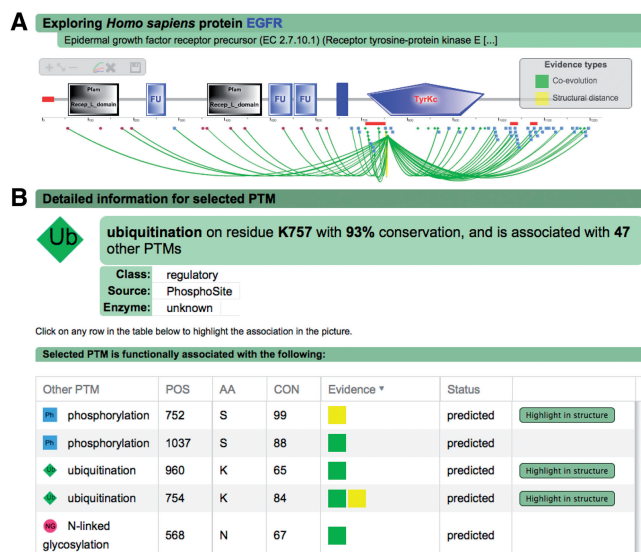 A Exploring Homo sapiens protein EGFR
Epidermal growth factor receptor precursor (EC 2.7.10.1) (Receptor tyrosine-protein kinase E [...]
Evidence types
Co-evolution
Structural distance
Pfam
Recep_L_domain
FU
Pfam
Recep_L_domain
FU
FU
TyrKc
B Detailed information for selected PTM
Ub
ubiquitination on residue K757 with 93% conservation, and is associated with 47
other PTMs
Class: regulatory
Source: PhosphoSite
Enzyme: unknown
Click on any row in the table below to highlight the association in the picture.
Selected PTM is functionally associated with the following:
Other PTM POS AA CON Evidence ▼ Status
Ph phosphorylation 752 S 99 predicted Highlight in structure
Ph phosphorylation 1037 S 88 predicted
Ub ubiquitination 960 K 65 predicted Highlight in structure
Ub ubiquitination 754 K 84 predicted Highlight in structure
NG N-linked
glycosylation 568 N 67 predicted